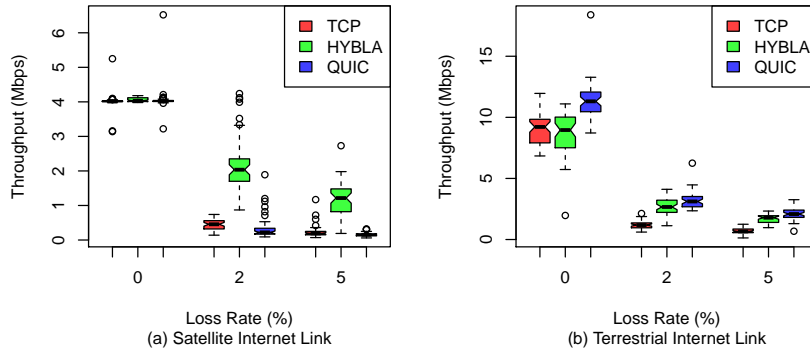 TCP
HYBLA
QUIC
6
5
4
3
2
1
0
Throughput (Mbps)
0
2
5
Loss Rate (%)
(a) Satellite Internet Link
TCP
HYBLA
QUIC
15
10
5
0
Throughput (Mbps)
0
2
5
Loss Rate (%)
(b) Terrestrial Internet Link